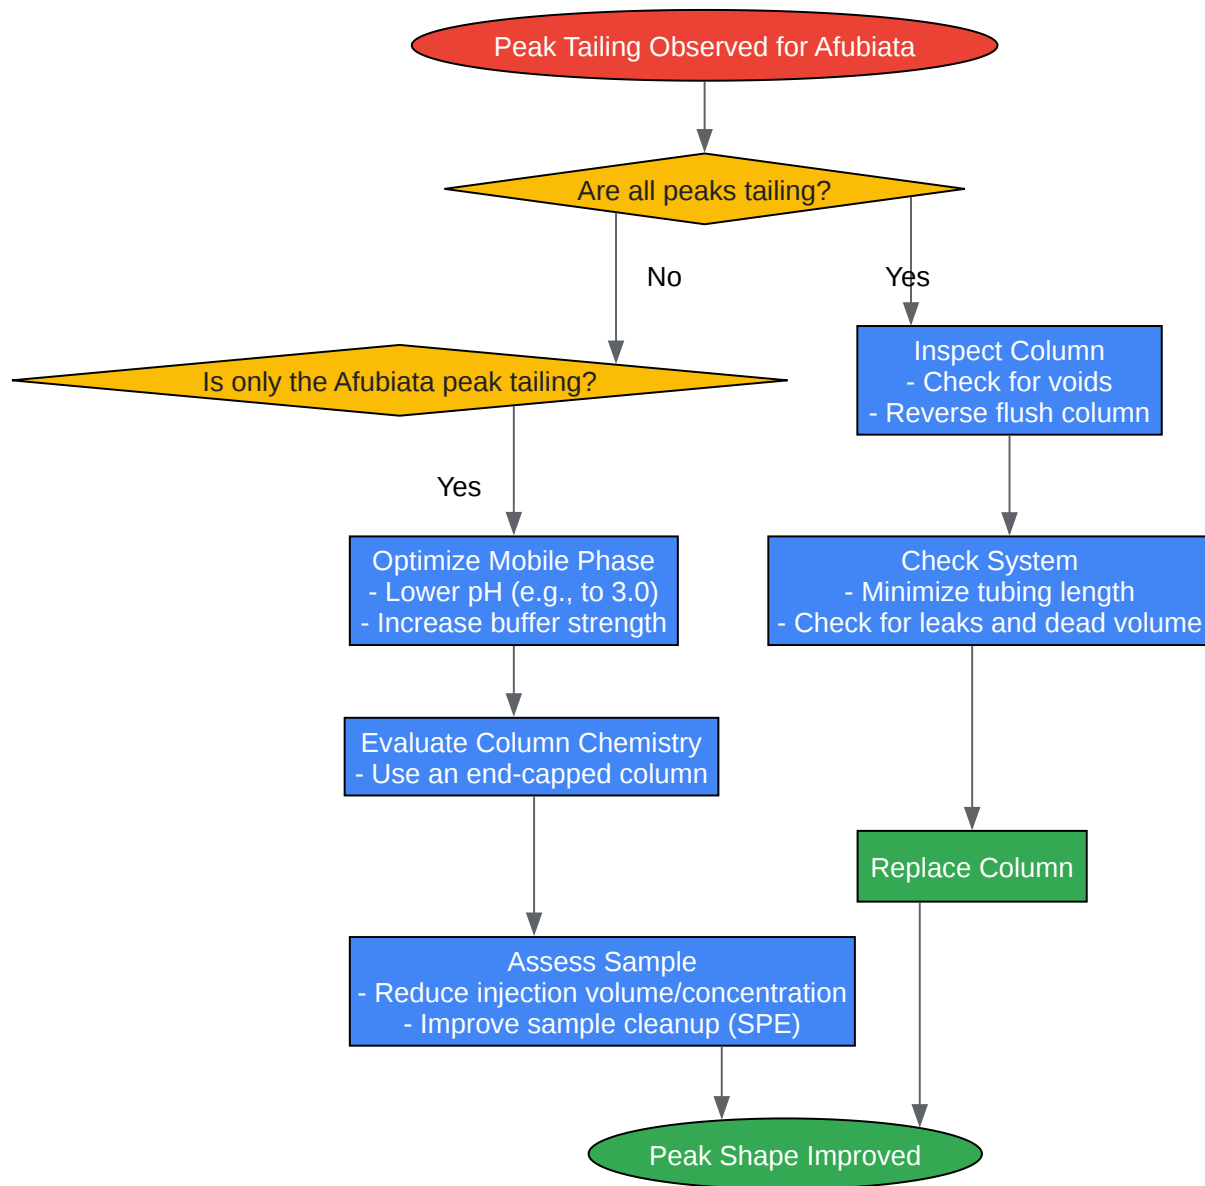 Peak Tailing Observed for Afubiata
Are all peaks tailing?
No
Yes
Is only the Afubiata peak tailing?
Inspect Column
- Check for voids
- Reverse flush column
Yes
Optimize Mobile Phase
- Lower pH (e.g., to 3.0)
- Increase buffer strength
Check System
- Minimize tubing length
- Check for leaks and dead volume
Evaluate Column Chemistry
- Use an end-capped column
Replace Column
Assess Sample
- Reduce injection volume/concentration
- Improve sample cleanup (SPE)
Peak Shape Improved